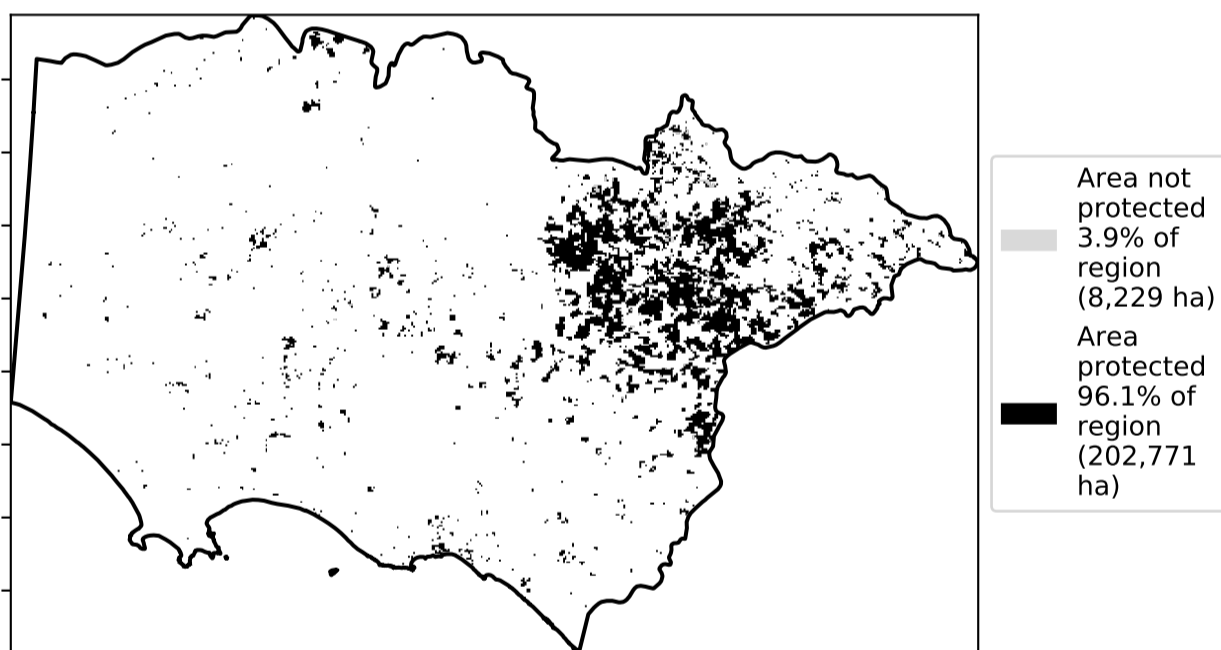 Area not
protected
3.9% of
region
(8,229 ha)
Area
protected
96.1% of
region
(202,771
ha)